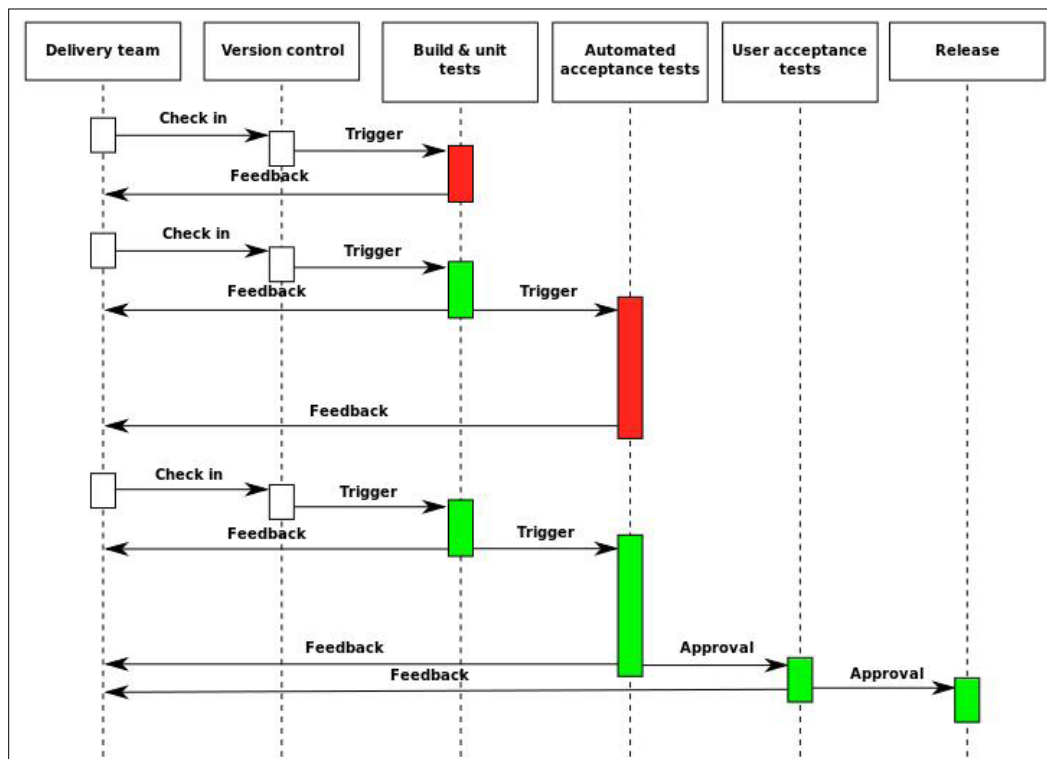 Delivery team
Version control
Build & unit
tests
Automated
acceptance tests
User acceptance
tests
Release
Check in
Trigger
Feedback
Check in
Trigger
Feedback
Trigger
Feedback
Check in
Trigger
Feedback
Trigger
Feedback
Approval
Feedback
Approval